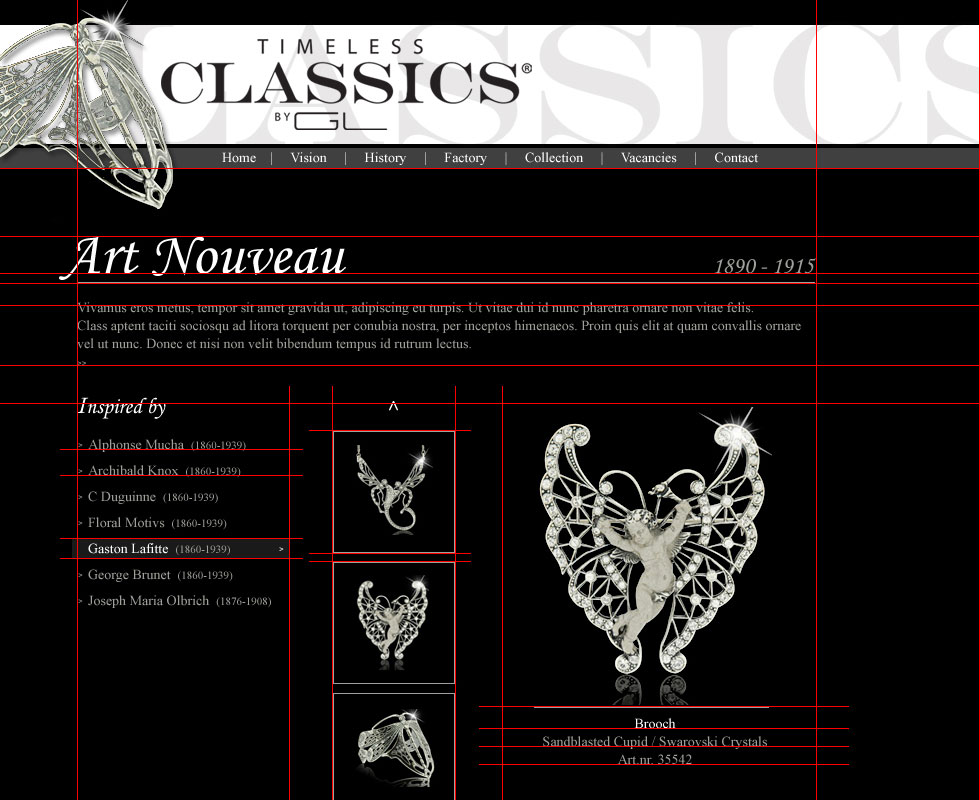 TIMELESS
CLASSICS®
BY GL
Home | Vision | History | Factory | Collection | Vacancies | Contact
Art Nouveau
1890 - 1915
Vivamus eros metus, tempor sit amet gravida ut, adipiscing eu turpis. Ut vitae dui id nunc pharetra ornare non vitae felis.
Class aptent taciti sociosqu ad litora torquent per conubia nostra, per inceptos himenaeos. Proin quis elit at quam convallis ornare
vel ut nunc. Donec et nisi non velit bibendum tempus id rutrum lectus.
>>
Inspired by
> Alphonse Mucha (1860-1939)
> Archibald Knox (1860-1939)
> C Duguinne (1860-1939)
> Floral Motivs (1860-1939)
Gaston Lafitte (1860-1939) >
> George Brunet (1860-1939)
> Joseph Maria Olbrich (1876-1908)
^
Brooch
Sandblasted Cupid / Swarovski Crystals
Art.nr. 35542